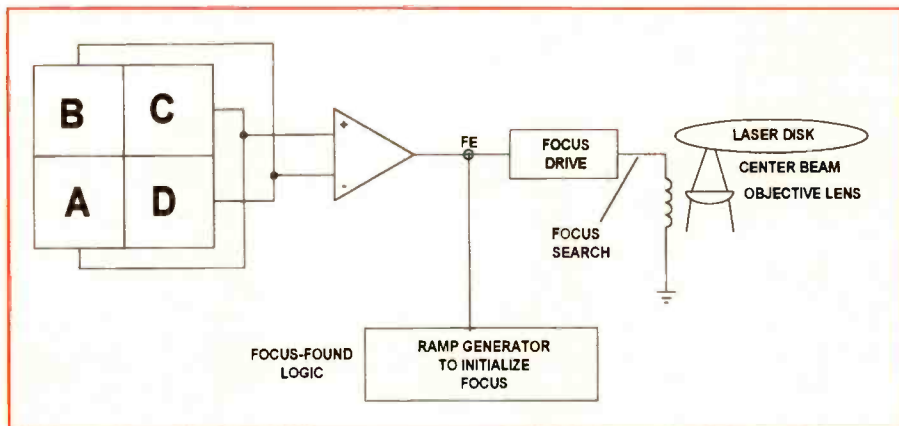 B C
A D
+
-
FE
FOCUS
DRIVE
FOCUS
SEARCH
LASER DISK
CENTER BEAM
OBJECTIVE LENS
FOCUS-FOUND
LOGIC
RAMP GENERATOR
TO INITIALIZE
FOCUS